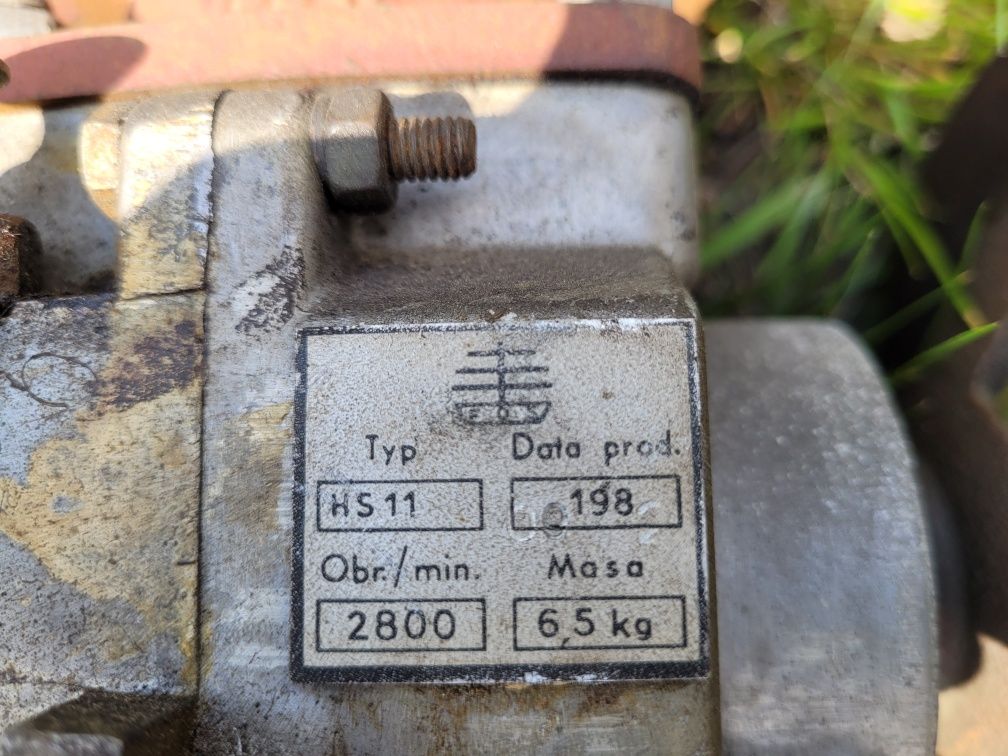 Typ Data prod.
HS11 198
Obr./min. Masa
2800 6,5 kg